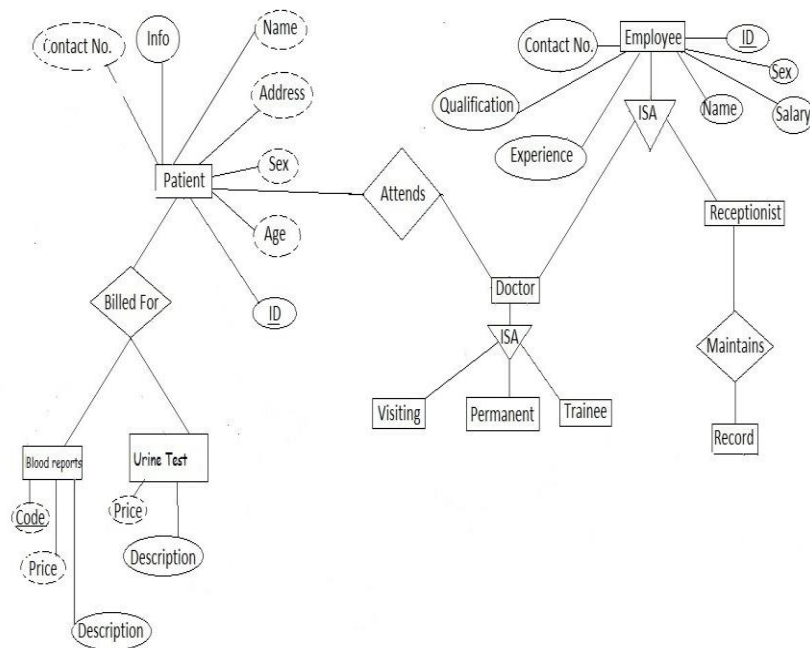 Contact No.
Info
Name
Address
Sex
Patient
Age
ID
Attends
Billed For
Blood reports
Urine Test
Code
Price
Description
Price
Description
Employee
ID
Contact No.
Sex
Qualification
Name
Salary
Experience
ISA
Receptionist
Doctor
ISA
Visiting
Permanent
Trainee
Maintains
Record